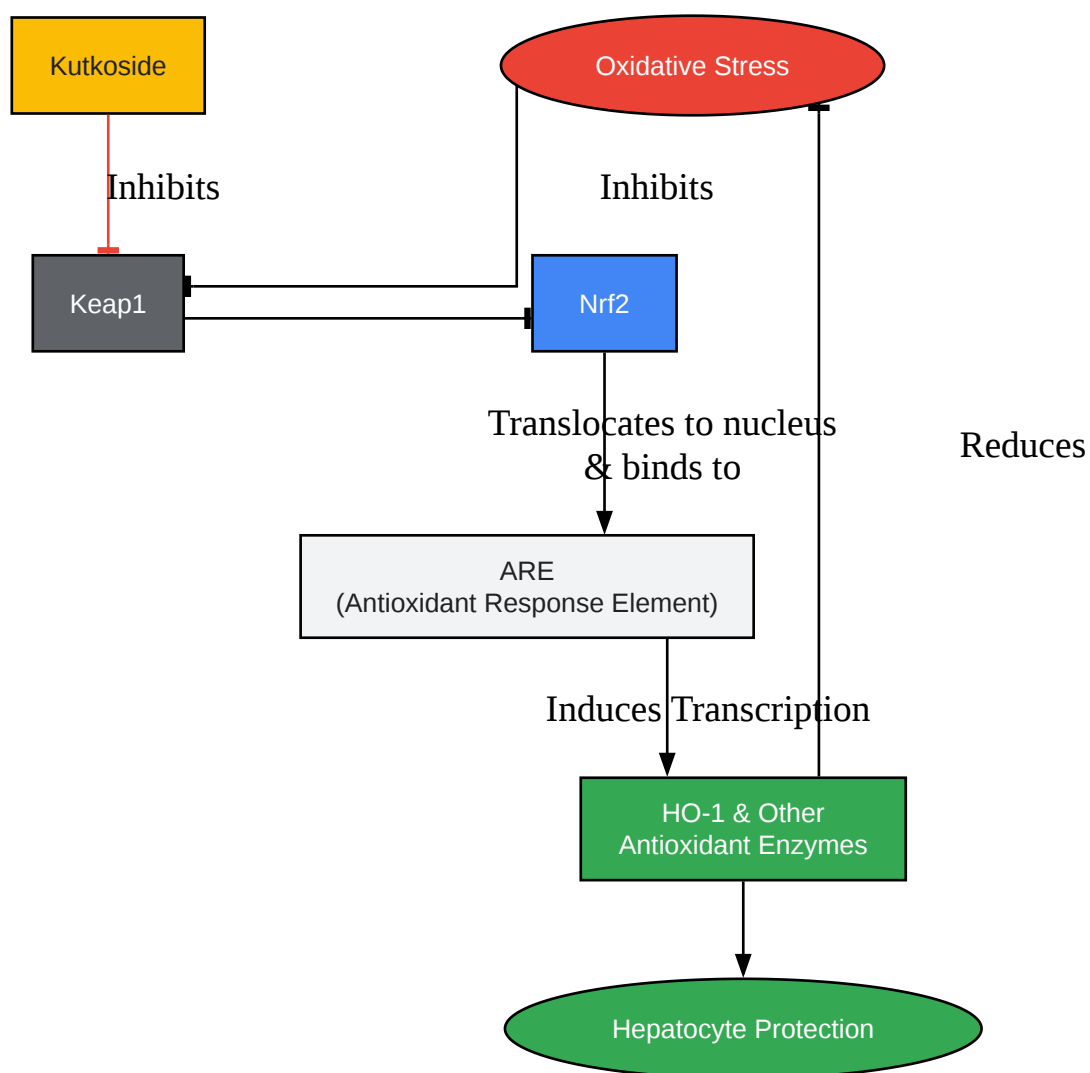 Kutkoside
Oxidative Stress
Inhibits
Inhibits
Keap1
Nrf2
Translocates to nucleus
& binds to
Reduces
ARE
(Antioxidant Response Element)
Induces Transcription
HO-1 & Other
Antioxidant Enzymes
Hepatocyte Protection